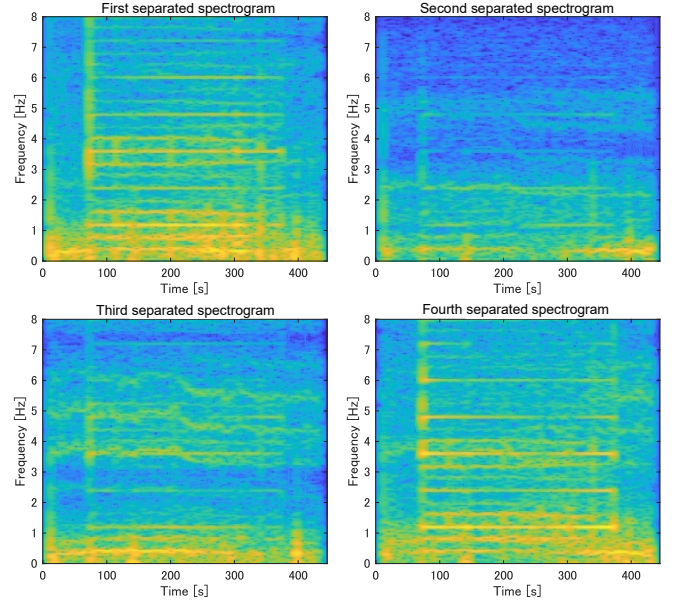 First separated spectrogram
Second separated spectrogram
8
7
6
5
4
3
2
1
0
Frequency [Hz]
0 100 200 300 400
Time [s]
8
7
6
5
4
3
2
1
0
Frequency [Hz]
0 100 200 300 400
Time [s]
Third separated spectrogram
Fourth separated spectrogram
8
7
6
5
4
3
2
1
0
Frequency [Hz]
0 100 200 300 400
Time [s]
8
7
6
5
4
3
2
1
0
Frequency [Hz]
0 100 200 300 400
Time [s]